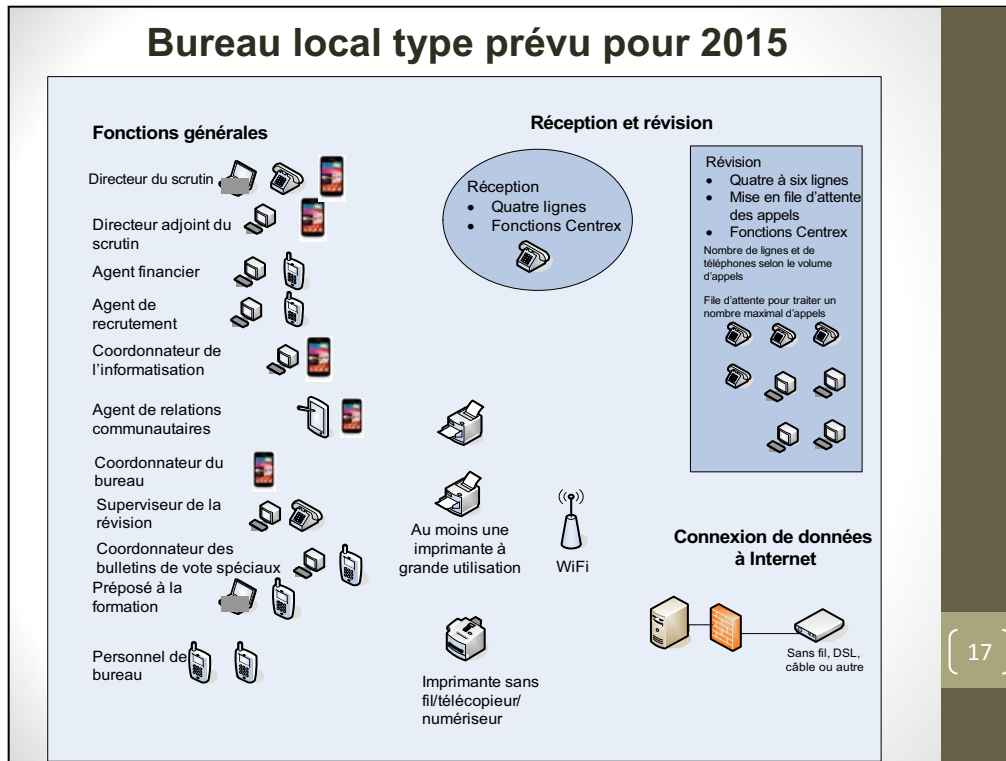 Bureau local type prévu pour 2015
Fonctions générales
Directeur du scrutin
Directeur adjoint du
scrutin
Agent financier
Agent de
recrutement
Coordonnateur de
l'informatisation
Agent de relations
communautaires
Coordonnateur du
bureau
Superviseur de la
révision
Coordonnateur des
bulletins de vote spéciaux
Préposé à la
formation
Personnel de
bureau
Au moins une
imprimante à
grande utilisation
Imprimante sans
fil/télécopieur/
numériseur
WiFi
Réception et révision
Réception
• Quatre lignes
• Fonctions Centrex
Révision
• Quatre à six lignes
• Mise en file d'attente
des appels
• Fonctions Centrex
Nombre de lignes et de
téléphones selon le volume
d'appels
File d'attente pour traiter un
nombre maximal d'appels
Connexion de données
à Internet
Sans fil, DSL,
câble ou autre
17